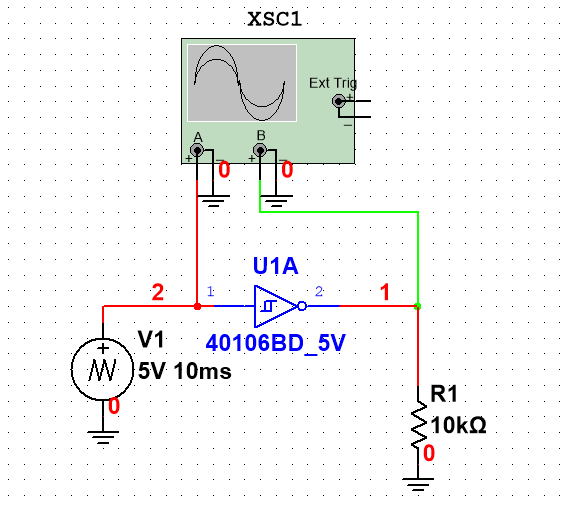 XSC1
Ext Trig
+
_
A
B
+
_
+
_
0
0
U1A
2
1
2
1
40106BD_5V
V1
+
5V 10ms
0
R1
10kΩ
0